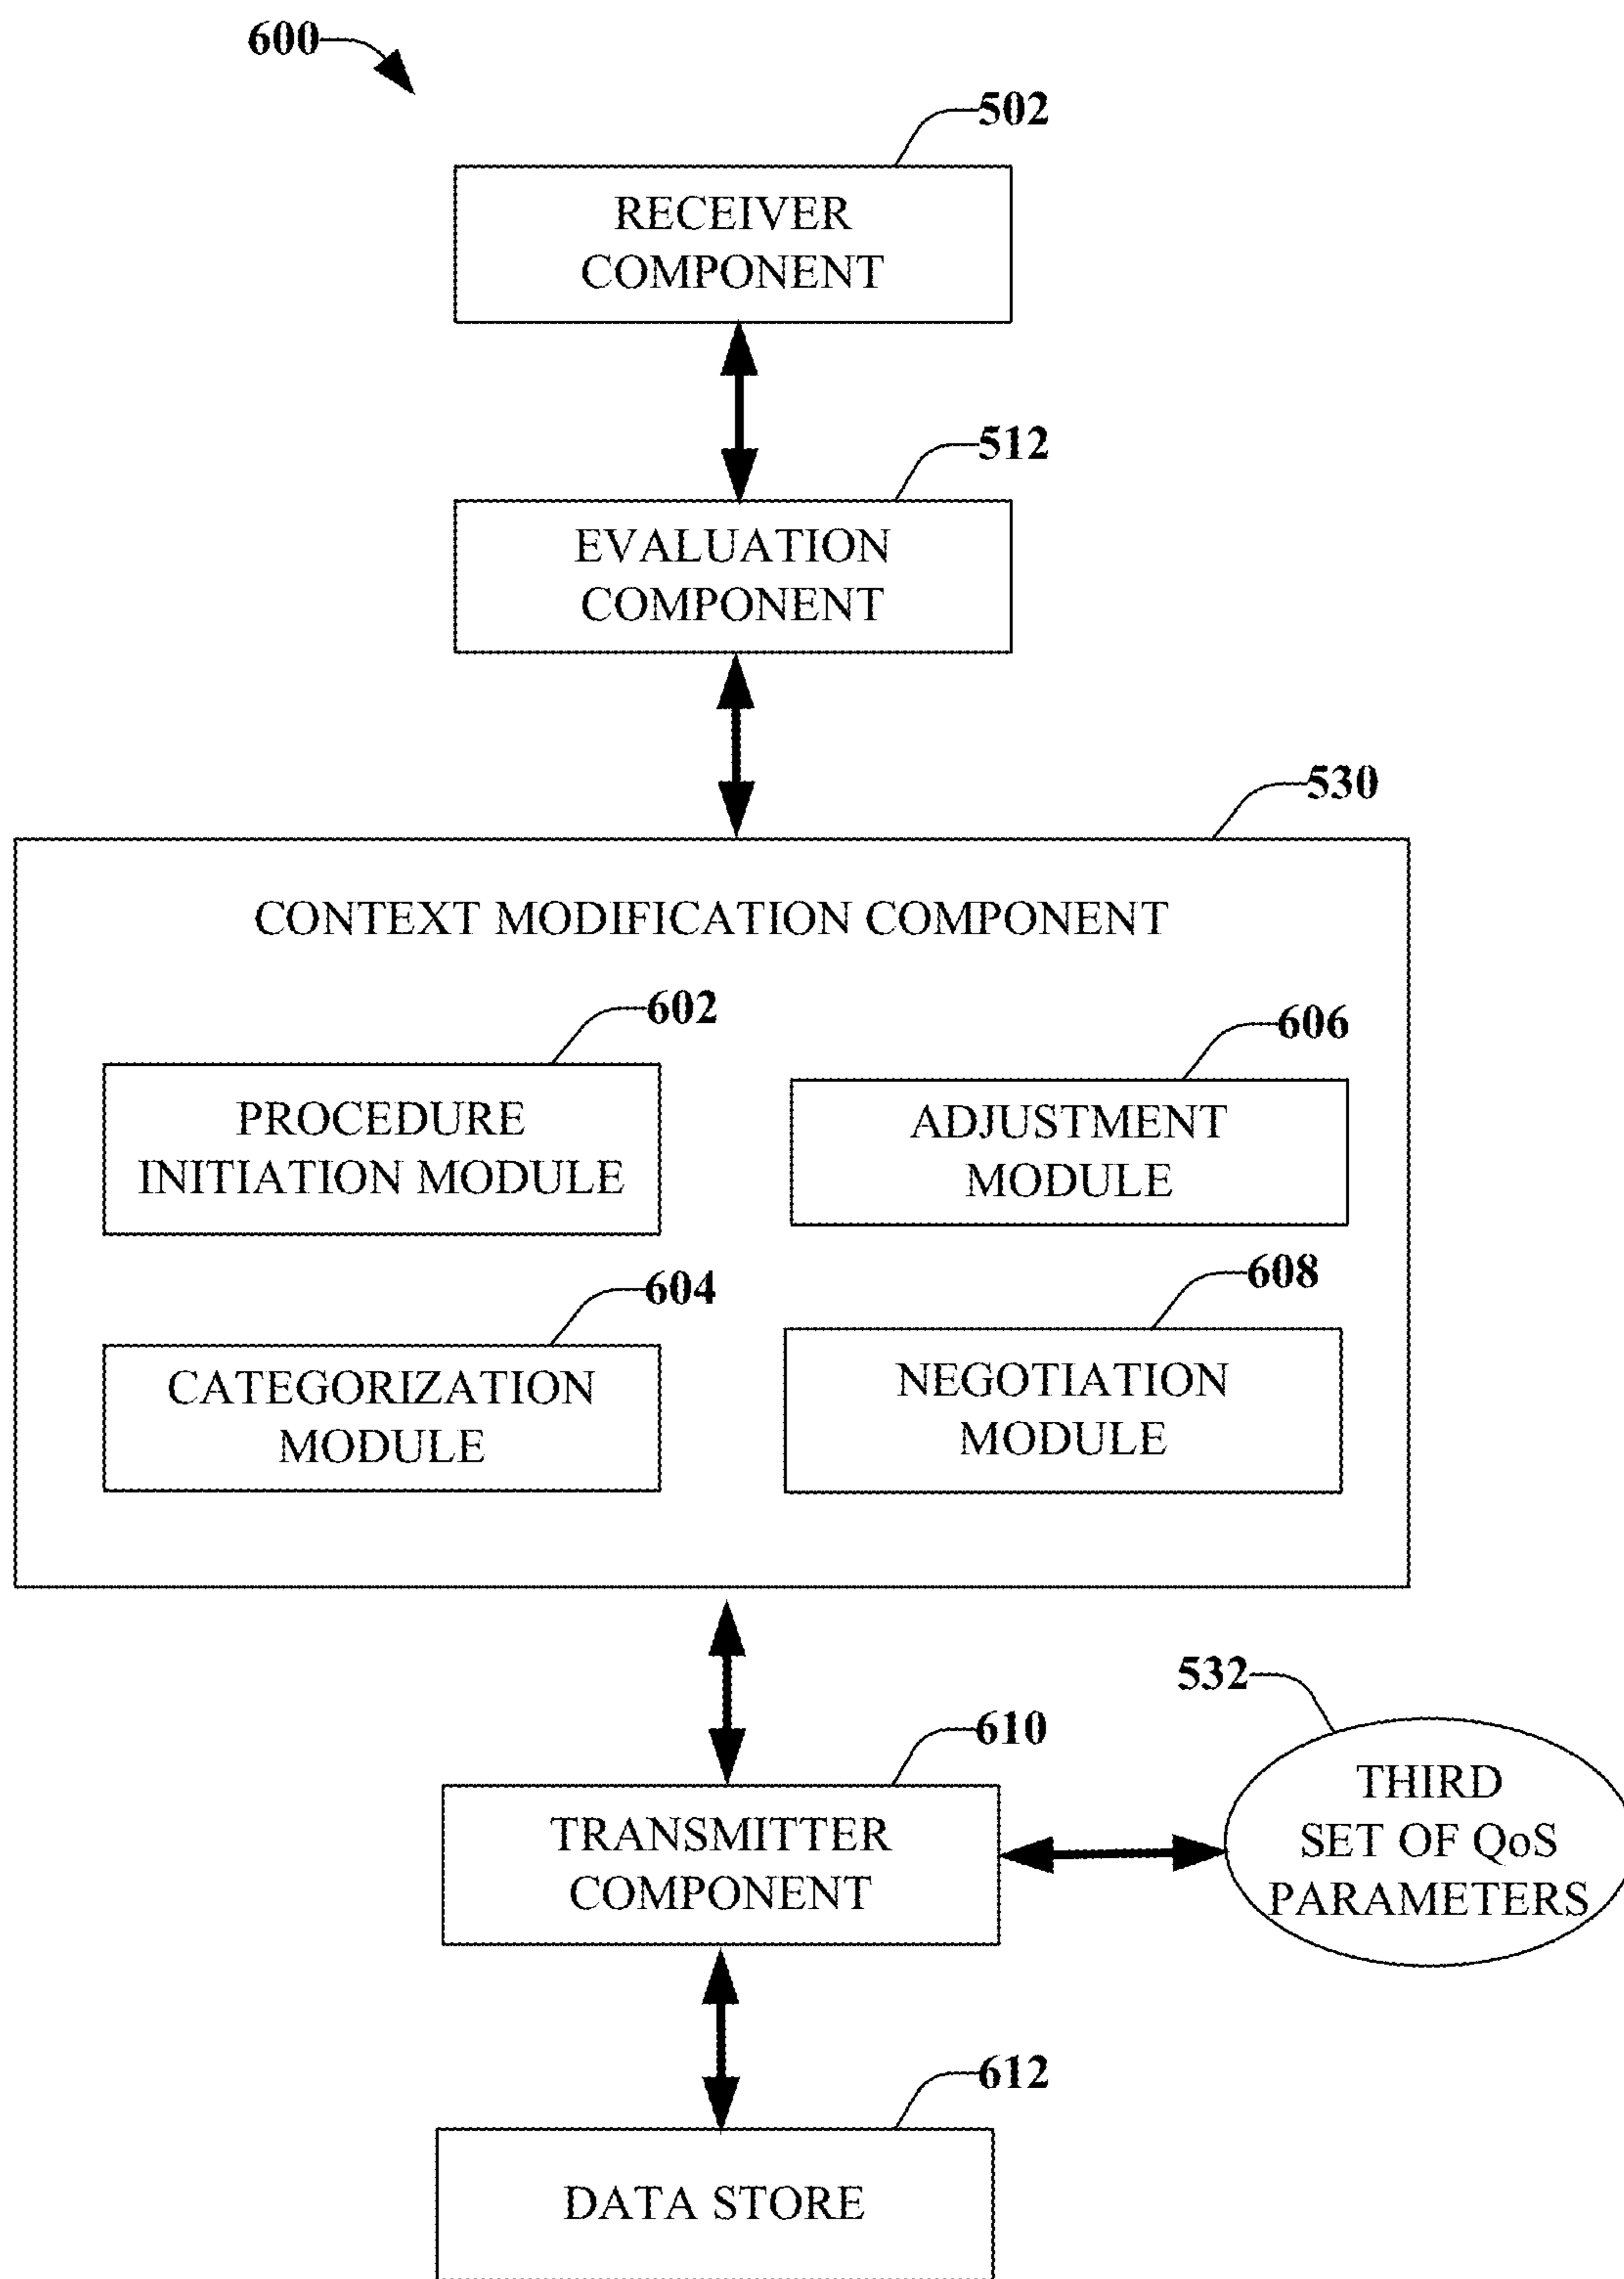 600
502
RECEIVER
COMPONENT
512
EVALUATION
COMPONENT
530
CONTEXT MODIFICATION COMPONENT
602
606
PROCEDURE
INITIATION MODULE
ADJUSTMENT
MODULE
604
608
CATEGORIZATION
MODULE
NEGOTIATION
MODULE
532
610
TRANSMITTER
COMPONENT
THIRD
SET OF QoS
PARAMETERS
612
DATA STORE